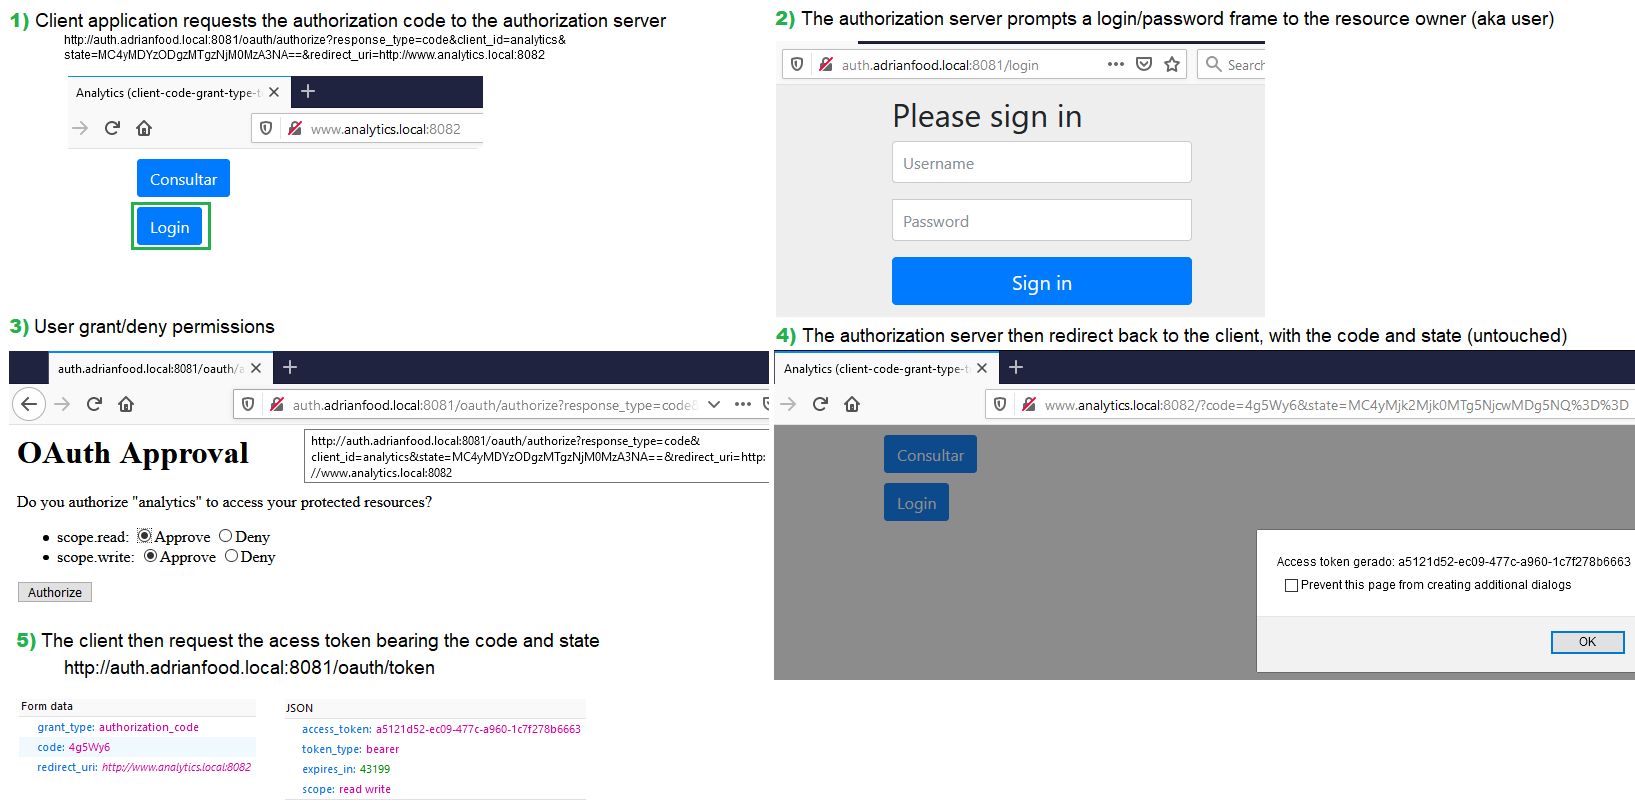 1) Client application requests the authorization code to the authorization server
http://auth.adrianfood.local:8081/oauth/authorize?response_type=code&client_id=analytics&
state=MC4yMDYzODgzMTgzNjM0MzA3NA==&redirect_uri=http://www.analytics.local:8082
Analytics (client-code-grant-type-t
www.analytics.local:8082
Consultar
Login
2) The authorization server prompts a login/password frame to the resource owner (aka user)
auth.adrianfood.local:8081/login
Search
Please sign in
Username
Password
Sign in
3) User grant/deny permissions
auth.adrianfood.local:8081/oauth/a
auth.adrianfood.local:8081/oauth/authorize?response_type=code&
http://auth.adrianfood.local:8081/oauth/authorize?response_type=code&
client_id=analytics&state=MC4yMDYzODgzMTgzNjM0MzA3NA==&redirect_uri=http:
//www.analytics.local:8082
OAuth Approval
Do you authorize "analytics" to access your protected resources?
scope.read: Approve Deny
scope.write: Approve Deny
Authorize
4) The authorization server then redirect back to the client, with the code and state (untouched)
Analytics (client-code-grant-type-t
www.analytics.local:8082/?code=4g5Wy6&state=MC4yMjk2Mjk0MTg5NjcwMDg5NQ%3D%3D
Consultar
Login
Access token gerado: a5121d52-ec09-477c-a960-1c7f278b6663
Prevent this page from creating additional dialogs
OK
5) The client then request the acess token bearing the code and state
http://auth.adrianfood.local:8081/oauth/token
Form data
grant_type: authorization_code
code: 4g5Wy6
redirect_uri: http://www.analytics.local:8082
JSON
access_token: a5121d52-ec09-477c-a960-1c7f278b6663
token_type: bearer
expires_in: 43199
scope: read write